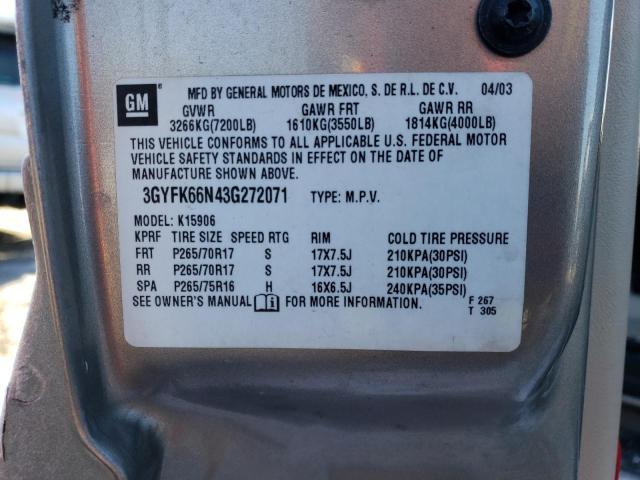 GM ®
MFD BY GENERAL MOTORS DE MEXICO, S. DE R.L. DE C.V. 04/03
GVWR GAWR FRT GAWR RR
3266KG(7200LB) 1610KG(3550LB) 1814KG(4000LB)
THIS VEHICLE CONFORMS TO ALL APPLICABLE U.S. FEDERAL MOTOR
VEHICLE SAFETY STANDARDS IN EFFECT ON THE DATE OF
MANUFACTURE SHOWN ABOVE.
3GYFK66N43G272071 TYPE: M.P.V.
MODEL: K15906
KPRF TIRE SIZE SPEED RTG RIM COLD TIRE PRESSURE
FRT P265/70R17 S 17X7.5J 210KPA(30PSI)
RR P265/70R17 S 17X7.5J 210KPA(30PSI)
SPA P265/75R16 H 16X6.5J 240KPA(35PSI)
SEE OWNER'S MANUAL FOR MORE INFORMATION.
F 267
T 305